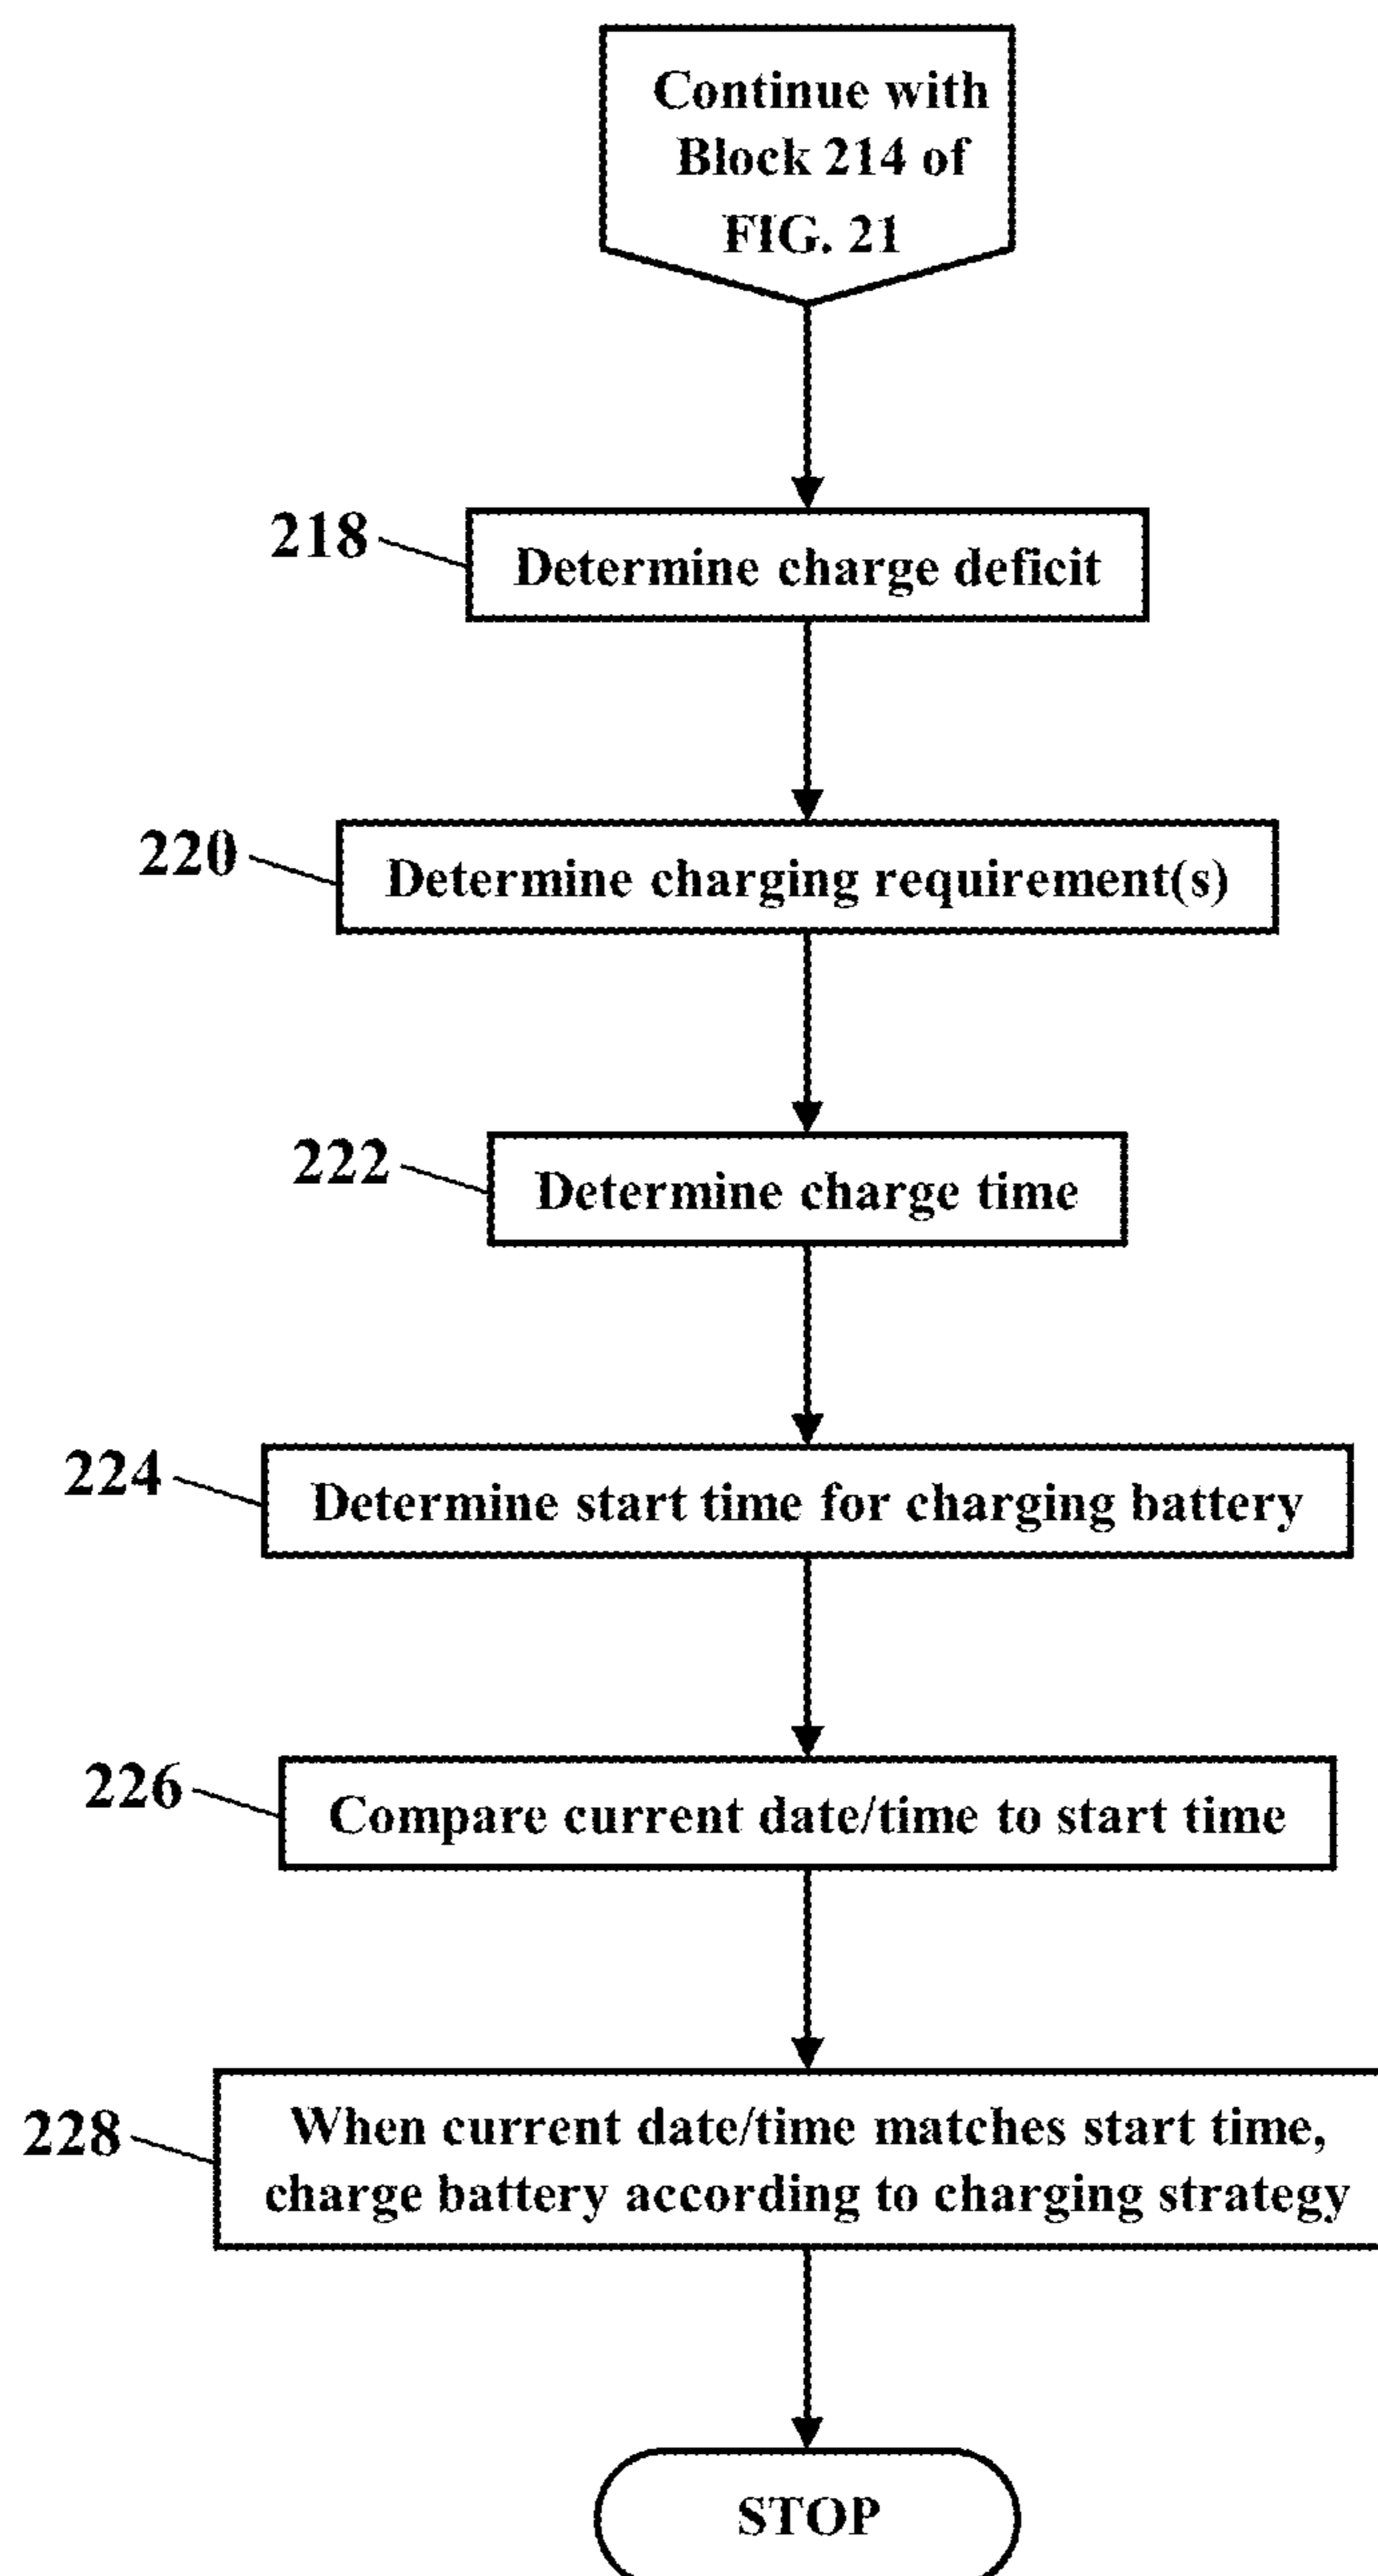 Continue with
Block 214 of
FIG. 21
218
Determine charge deficit
220
Determine charging requirement(s)
222
Determine charge time
224
Determine start time for charging battery
226
Compare current date/time to start time
228
When current date/time matches start time,
charge battery according to charging strategy
STOP